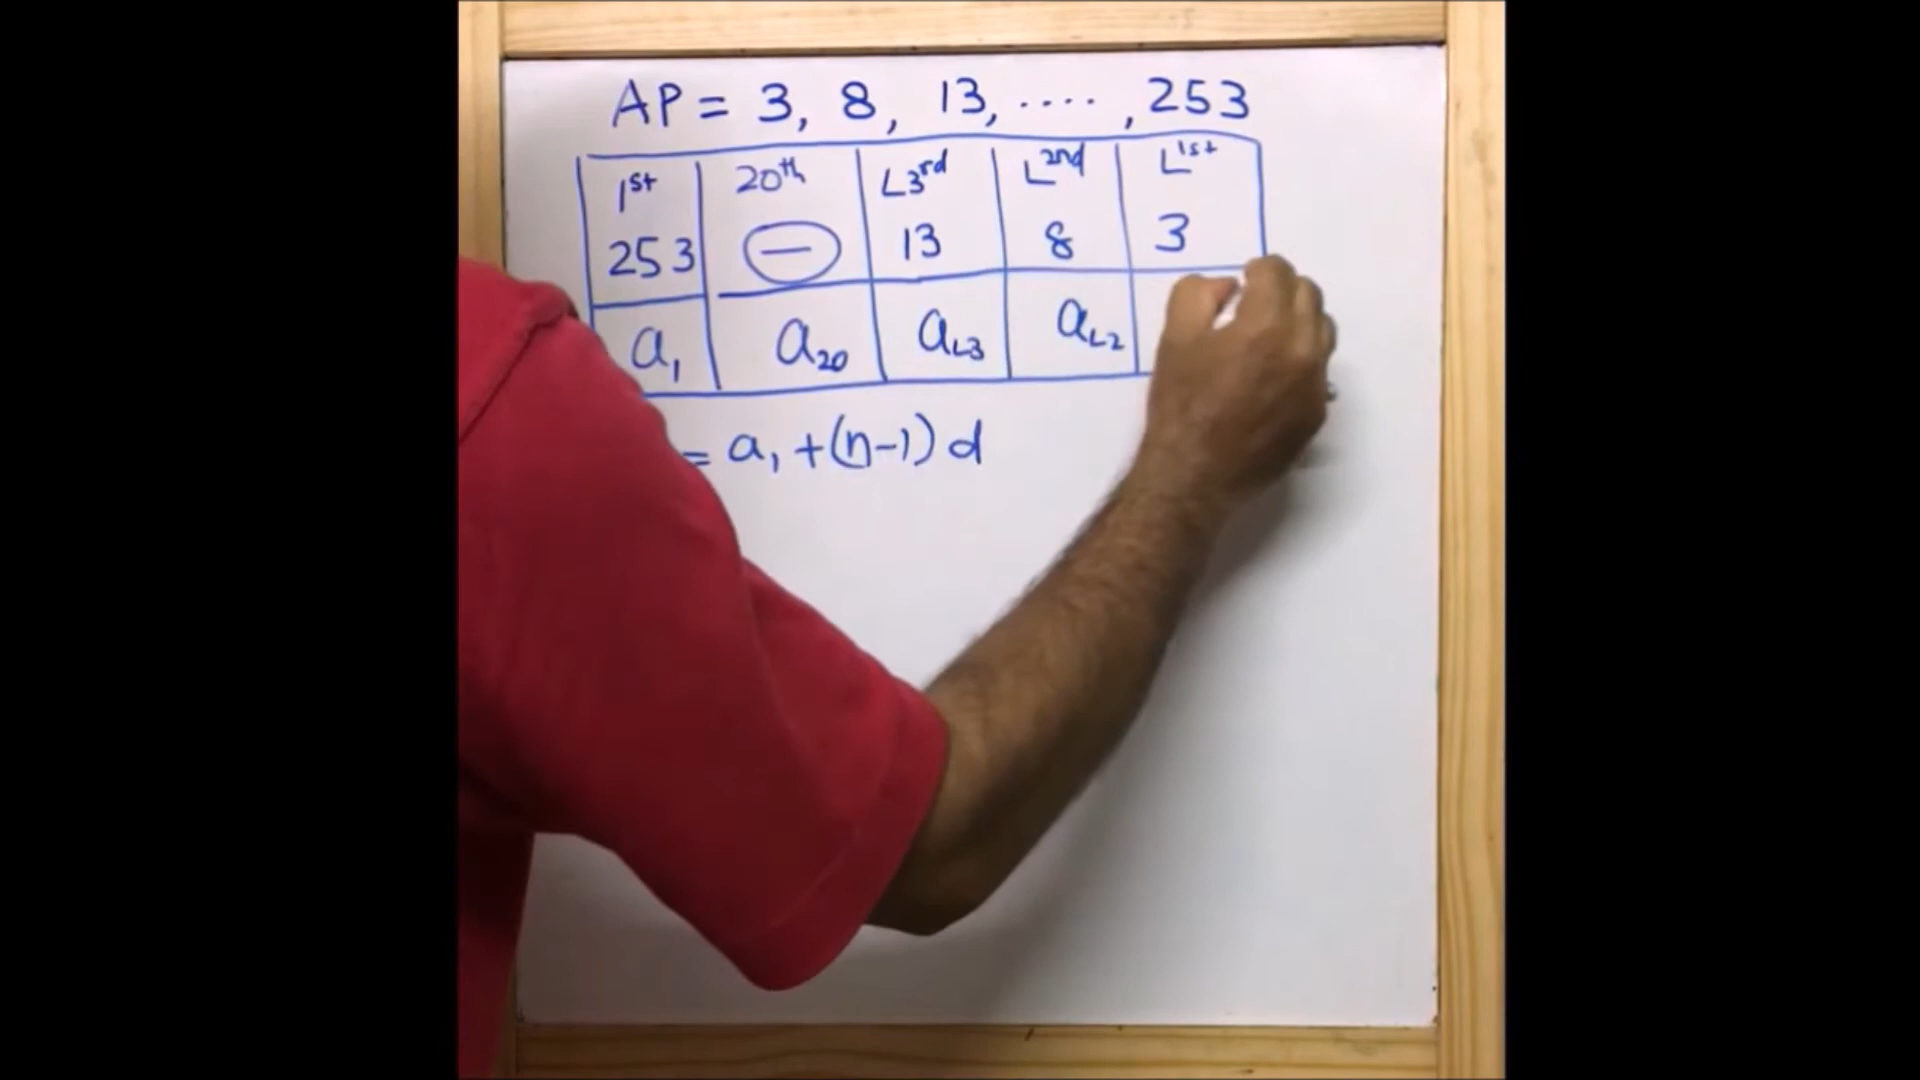 AP = 3, 8, 13, ...., 253
1st 20th L3rd L2nd L1st
253 — 13 8 3
a₁ a₂₀ aL3 aL2
= a₁ + (n-1) d